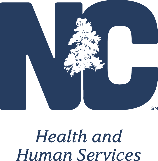 NC
Health and
Human Services